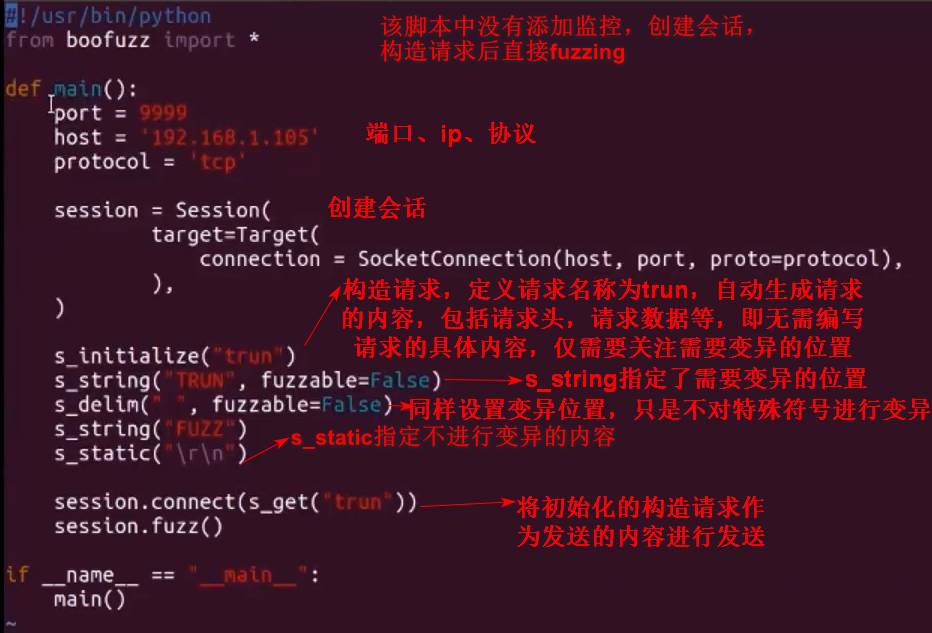 #!/usr/bin/python
from boofuzz import *
该脚本中没有添加监控，创建会话，
构造请求后直接fuzzing
def main():
port = 9999
host = '192.168.1.105'
端口、ip、协议
protocol = 'tcp'
session = Session(
创建会话
target=Target(
connection = SocketConnection(host, port, proto=protocol),
),
)
构造请求，定义请求名称为trun，自动生成请求
的内容，包括请求头，请求数据等，即无需编写
请求的具体内容，仅需要关注需要变异的位置
s_initialize("trun")
s_string("TRUN", fuzzable=False)
s_string指定了需要变异的位置
s_delim(" ", fuzzable=False)
同样设置变异位置，只是不对特殊符号进行变异
s_string("FUZZ")
s_static指定不进行变异的内容
s_static("\r\n")
session.connect(s_get("trun"))
session.fuzz()
将初始化的构造请求作
为发送的内容进行发送
if __name__ == "__main__":
main()
~